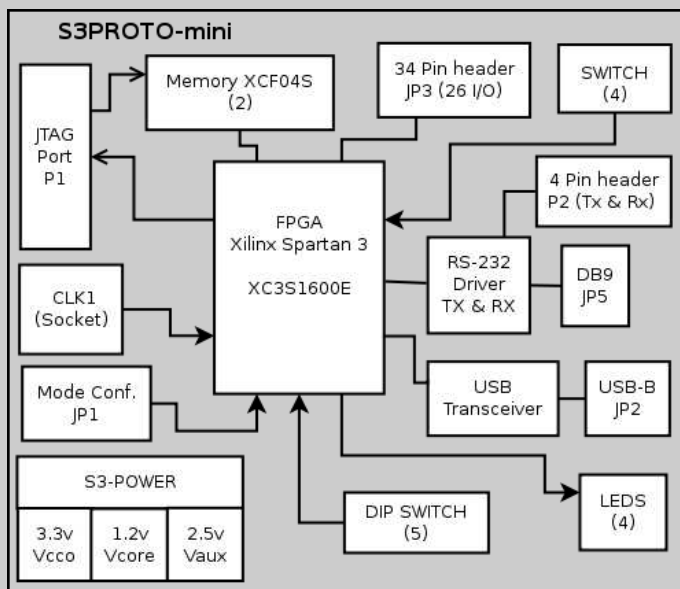 S3PROTO-mini
Memory XCF04S
(2)
34 Pin header
JP3 (26 I/O)
SWITCH
(4)
JTAG
Port
P1
4 Pin header
P2 (Tx & Rx)
FPGA
Xilinx Spartan 3
XC3S1600E
RS-232
Driver
TX & RX
DB9
JP5
CLK1
(Socket)
Mode Conf.
JP1
USB
Transceiver
USB-B
JP2
S3-POWER
3.3v
Vcco
1.2v
Vcore
2.5v
Vaux
DIP SWITCH
(5)
LEDS
(4)